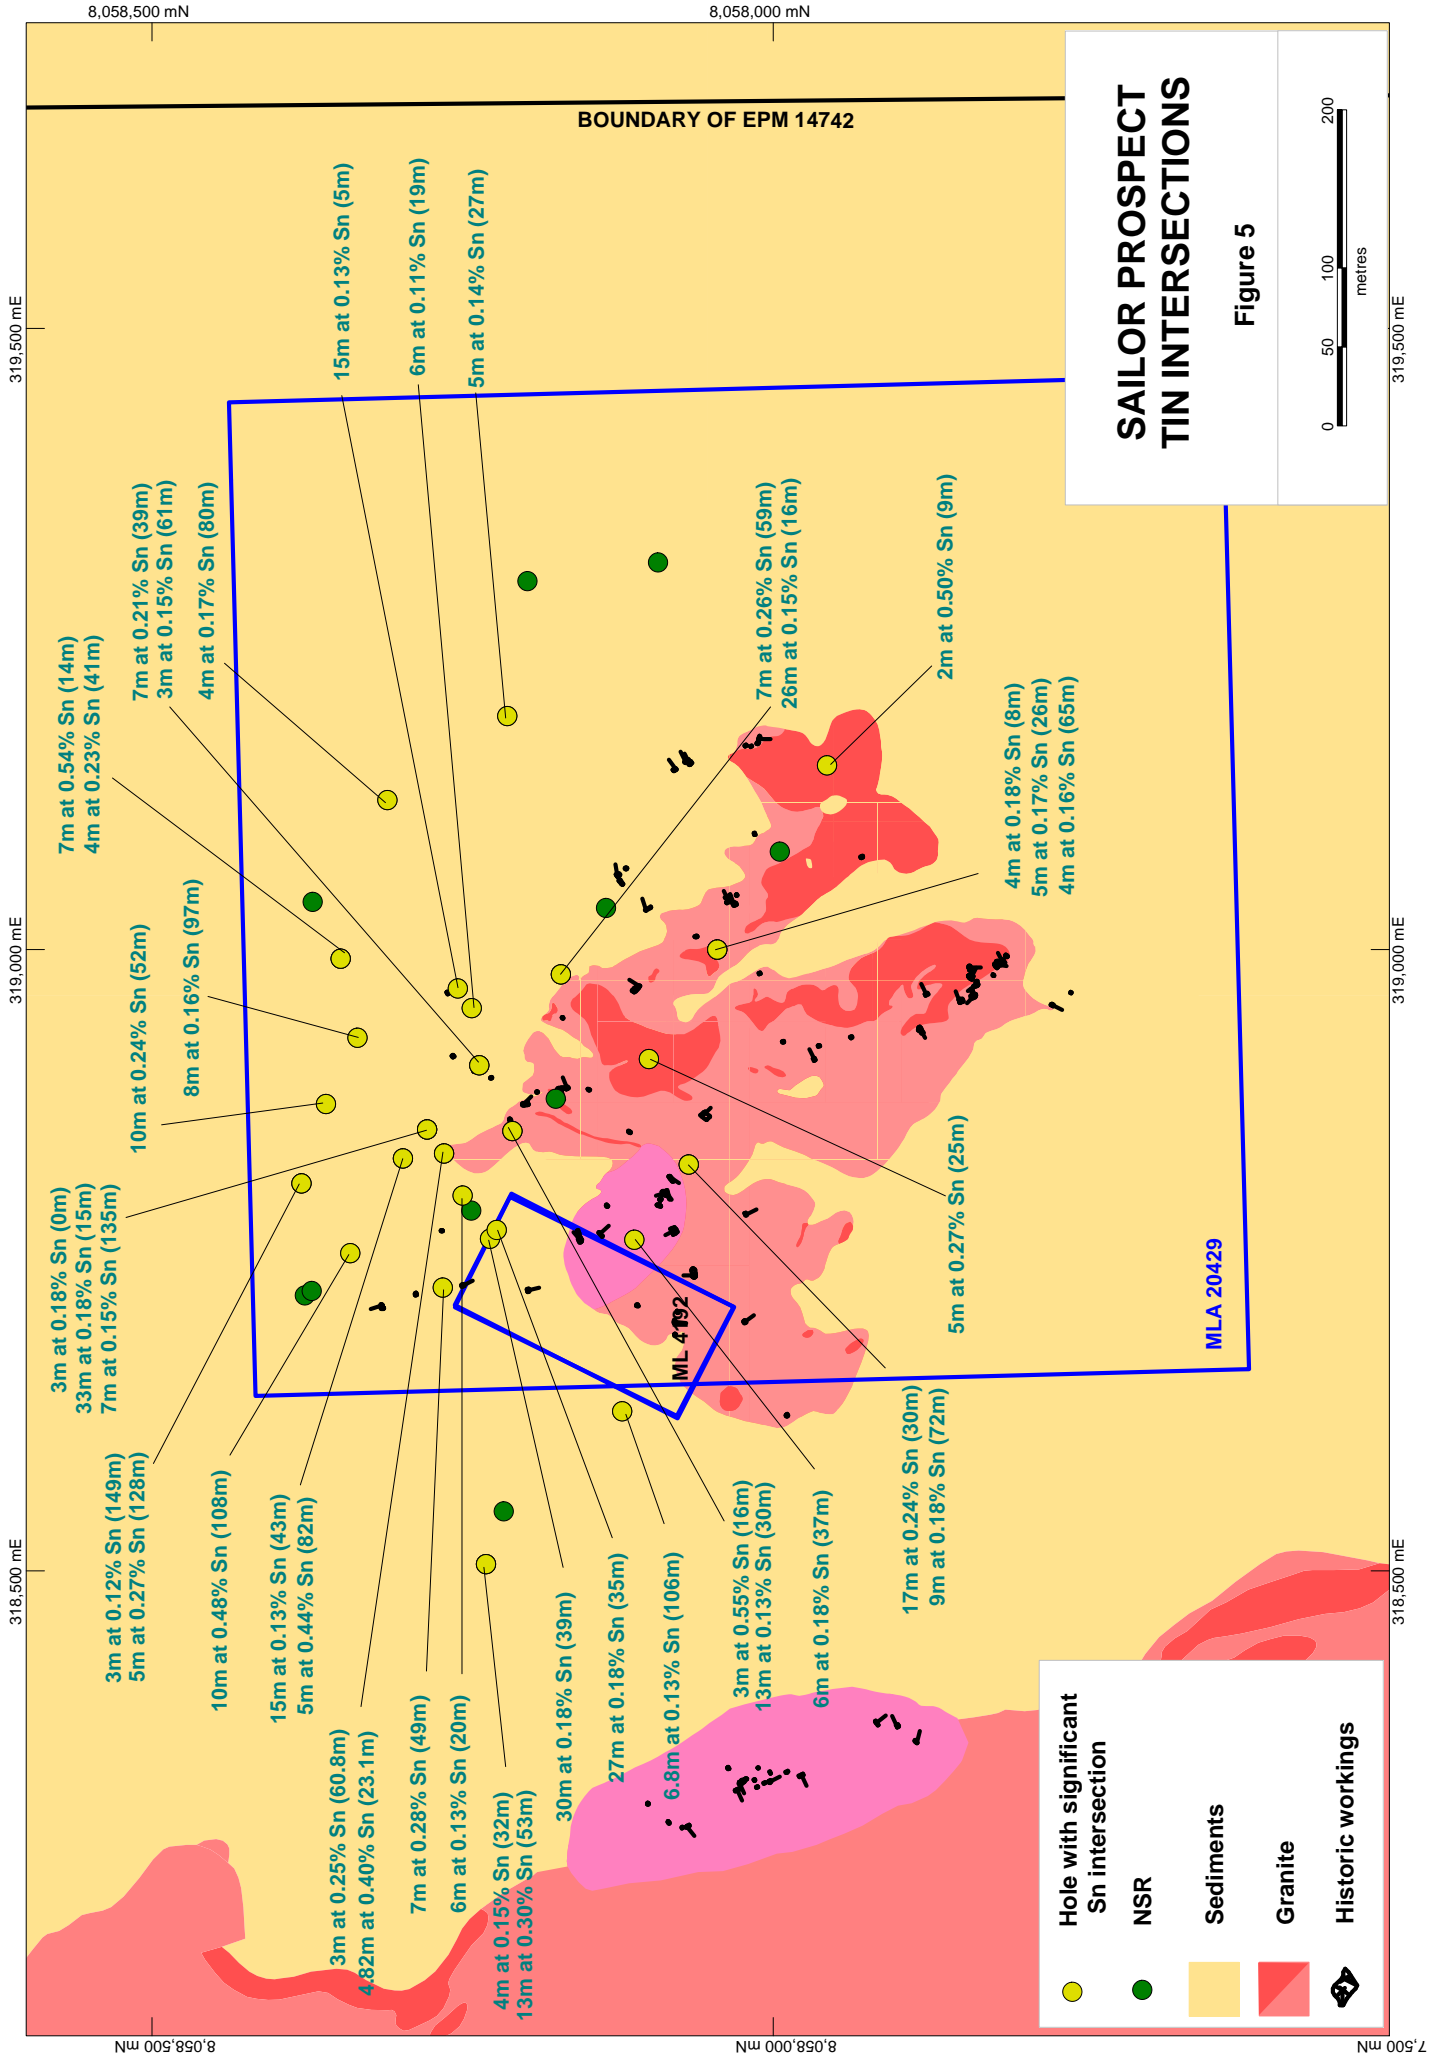 8,058,500 mN
8,058,000 mN
BOUNDARY OF EPM 14742
SAILOR PROSPECT
TIN INTERSECTIONS
Figure 5
0
50
100
200
metres
319,500 mE
319,500 mE
15m at 0.13% Sn (5m)
6m at 0.11% Sn (19m)
5m at 0.14% Sn (27m)
7m at 0.21% Sn (39m)
3m at 0.15% Sn (61m)
4m at 0.17% Sn (80m)
7m at 0.54% Sn (14m)
4m at 0.23% Sn (41m)
7m at 0.26% Sn (59m)
26m at 0.15% Sn (16m)
2m at 0.50% Sn (9m)
4m at 0.18% Sn (8m)
5m at 0.17% Sn (26m)
4m at 0.16% Sn (65m)
319,000 mE
319,000 mE
10m at 0.24% Sn (52m)
8m at 0.16% Sn (97m)
3m at 0.18% Sn (0m)
33m at 0.18% Sn (15m)
7m at 0.15% Sn (135m)
5m at 0.27% Sn (25m)
MLA 20429
ML 4192
3m at 0.12% Sn (149m)
5m at 0.27% Sn (128m)
10m at 0.48% Sn (108m)
15m at 0.13% Sn (43m)
5m at 0.44% Sn (82m)
3m at 0.25% Sn (60.8m)
4.82m at 0.40% Sn (23.1m)
7m at 0.28% Sn (49m)
6m at 0.13% Sn (20m)
4m at 0.15% Sn (32m)
13m at 0.30% Sn (53m)
30m at 0.18% Sn (39m)
27m at 0.18% Sn (35m)
6.8m at 0.13% Sn (106m)
3m at 0.55% Sn (16m)
13m at 0.13% Sn (30m)
6m at 0.18% Sn (37m)
17m at 0.24% Sn (30m)
9m at 0.18% Sn (72m)
318,500 mE
318,500 mE
Hole with significant
Sn intersection
NSR
Sediments
Granite
Historic workings
8,058,500 mN
8,058,000 mN
7,500 mN